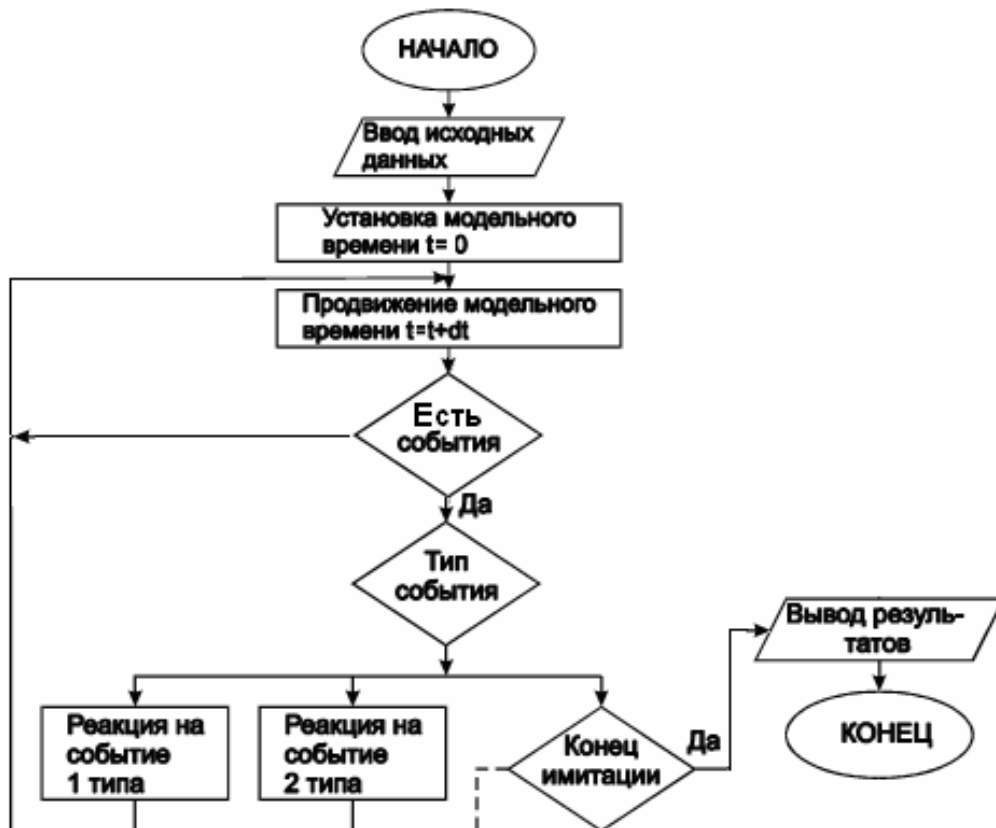 НАЧАЛО
Ввод исходных
данных
Установка модельного
времени t= 0
Продвижение модельного
времени t=t+dt
Есть
события
Да
Тип
события
Реакция на
событие
1 типа
Реакция на
событие
2 типа
Конец
имитации
Да
Вывод резуль-
татов
КОНЕЦ